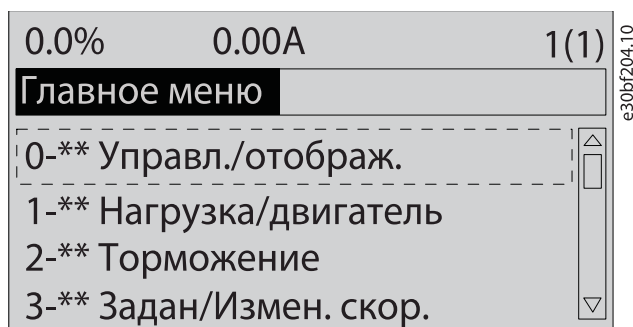 0.0% 0.00A 1(1)
Главное меню
0-** Управл./отображ.
1-** Нагрузка/двигатель
2-** Торможение
3-** Задан/Измен. скор.
e30bf204.10